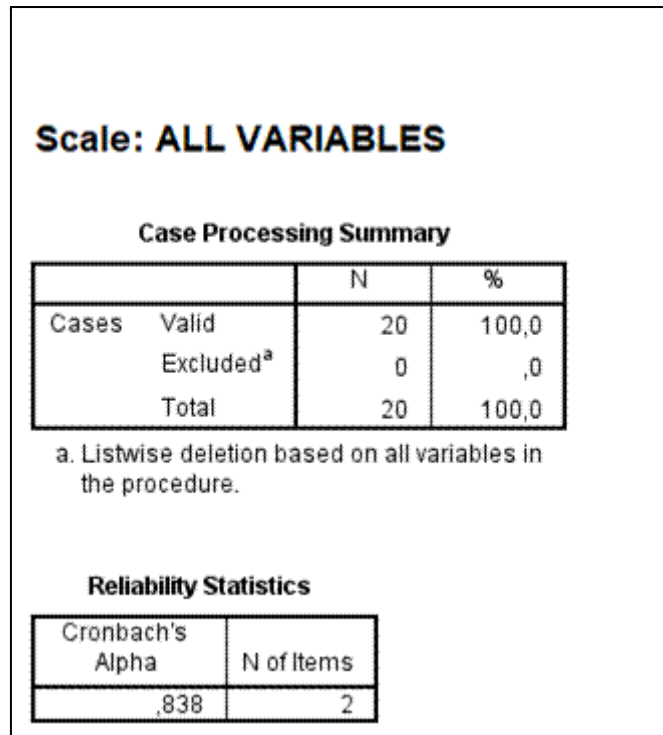 Scale: ALL VARIABLES
Case Processing Summary
N %
Cases Valid 20 100,0
Excludedᵃ 0 ,0
Total 20 100,0
a. Listwise deletion based on all variables in
the procedure.
Reliability Statistics
Cronbach's
Alpha N of Items
,838 2